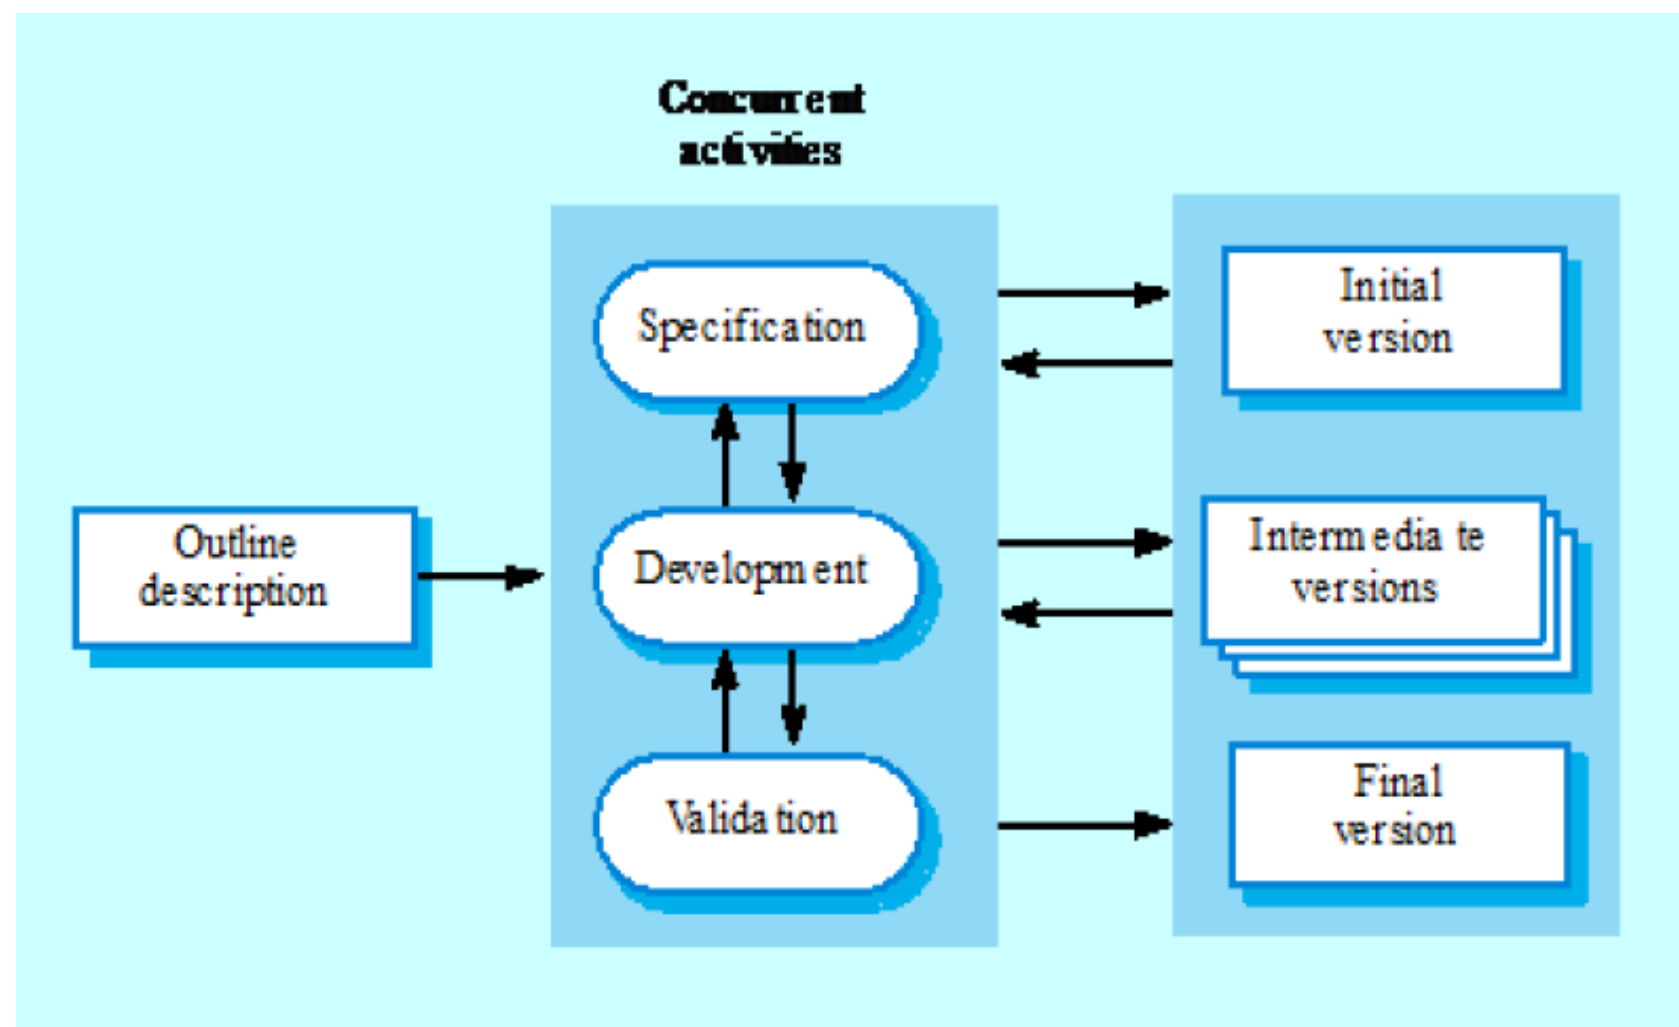 Concurrent
activities
Outline
description
Specification
Development
Validation
Initial
version
Intermediate
versions
Final
version